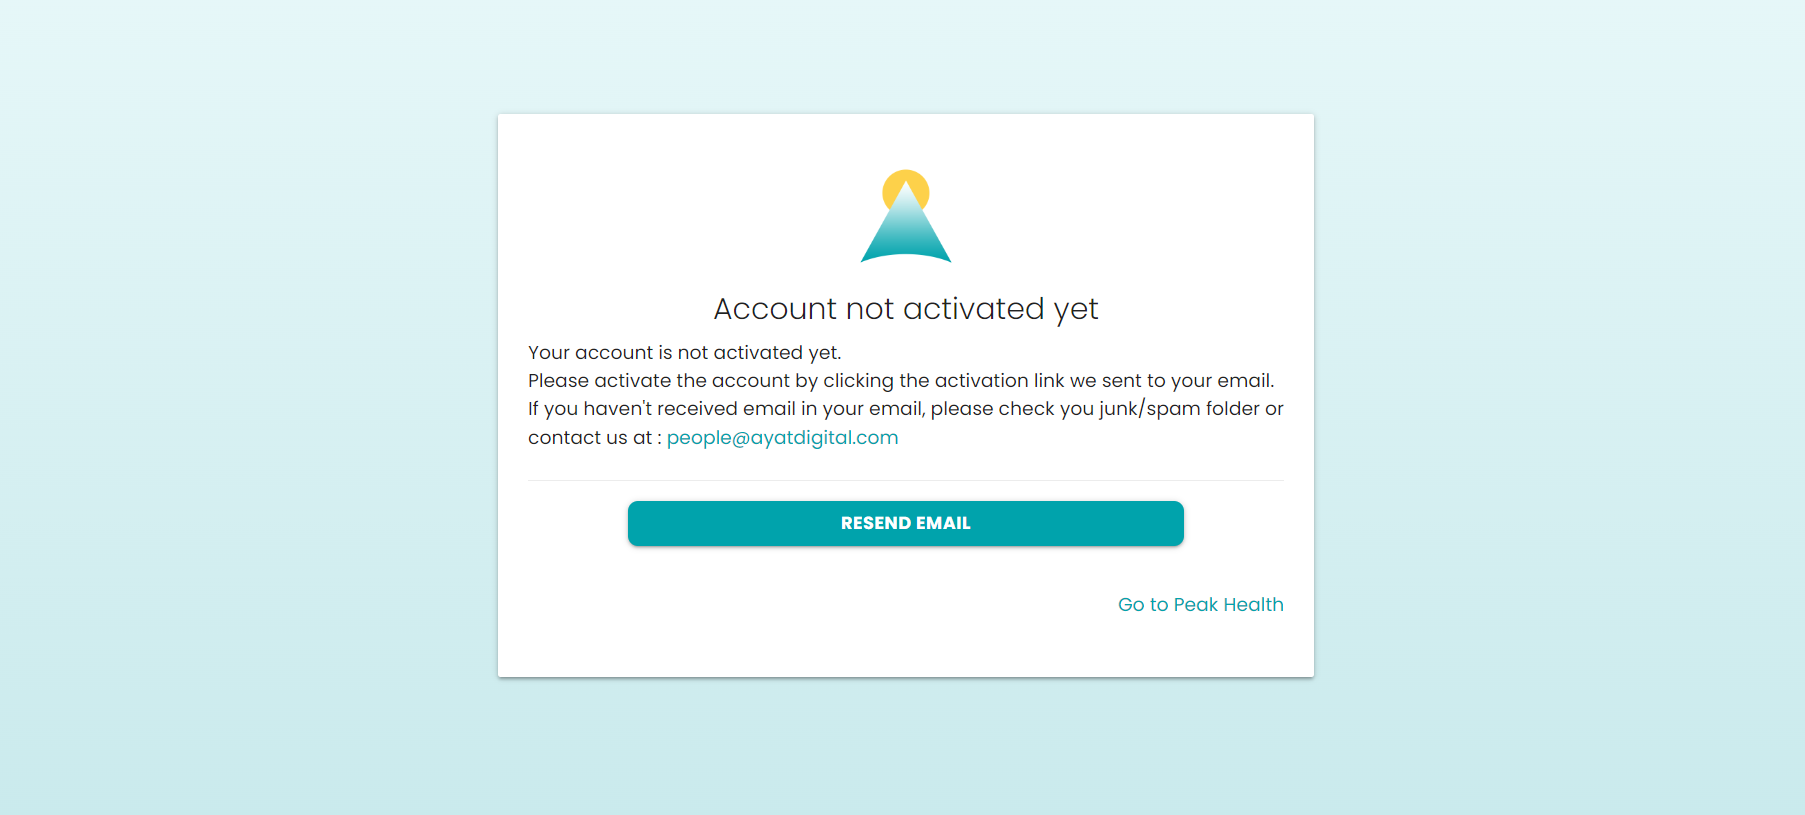 Account not activated yet
Your account is not activated yet.
Please activate the account by clicking the activation link we sent to your email.
If you haven't received email in your email, please check you junk/spam folder or
contact us at : people@ayatdigital.com
RESEND EMAIL
Go to Peak Health